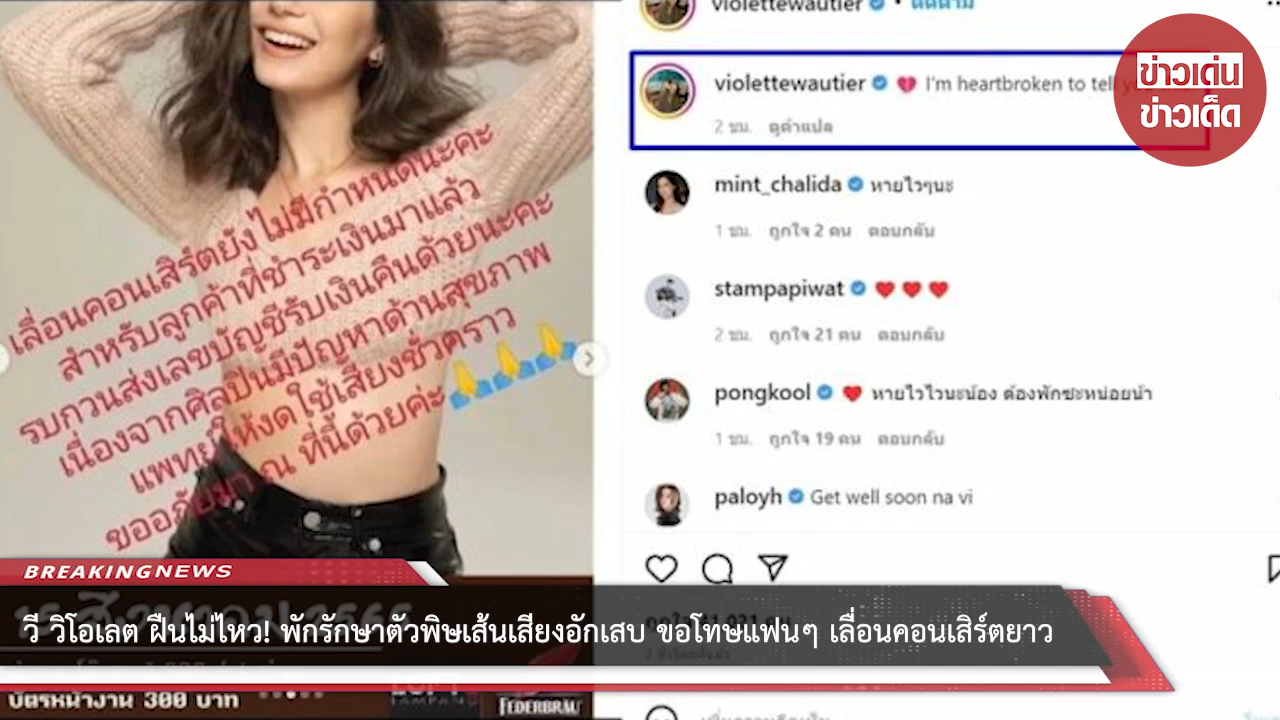 เลื่อนคอนเสิร์ตยังไม่มีกำหนดนะคะ
สำหรับลูกค้าที่ชำระเงินมาแล้ว
รบกวนส่งเลขบัญชีรับเงินคืนด้วยนะคะ
เนื่องจากศิลปินมีปัญหาด้านสุขภาพ
แพทย์ให้งดใช้เสียงชั่วคราว
ขออภัยมา ณ ที่นี้ด้วยค่ะ🙏🙏🙏
violettewautier • ติดตาม
violettewautier 💔 I'm heartbroken to tell
2 ชม. ดูคำแปล
mint_chalida หายไวๆนะ
1 ชม. ถูกใจ 2 คน ตอบกลับ
stampapiwat ❤️❤️❤️
2 ชม. ถูกใจ 21 คน ตอบกลับ
pongkool ❤️ หายไวไวนะน้อง ต้องพักซะหน่อยน้า
1 ชม. ถูกใจ 19 คน ตอบกลับ
paloyh Get well soon na vi
ข่าวเด่น
ข่าวเด็ด
BREAKINGNEWS
วี วิโอเลต ฝืนไม่ไหว! พักรักษาตัวพิษเส้นเสียงอักเสบ ขอโทษแฟนๆ เลื่อนคอนเสิร์ตยาว
บัตรหน้างาน 300 บาท
FEDERBRÄU